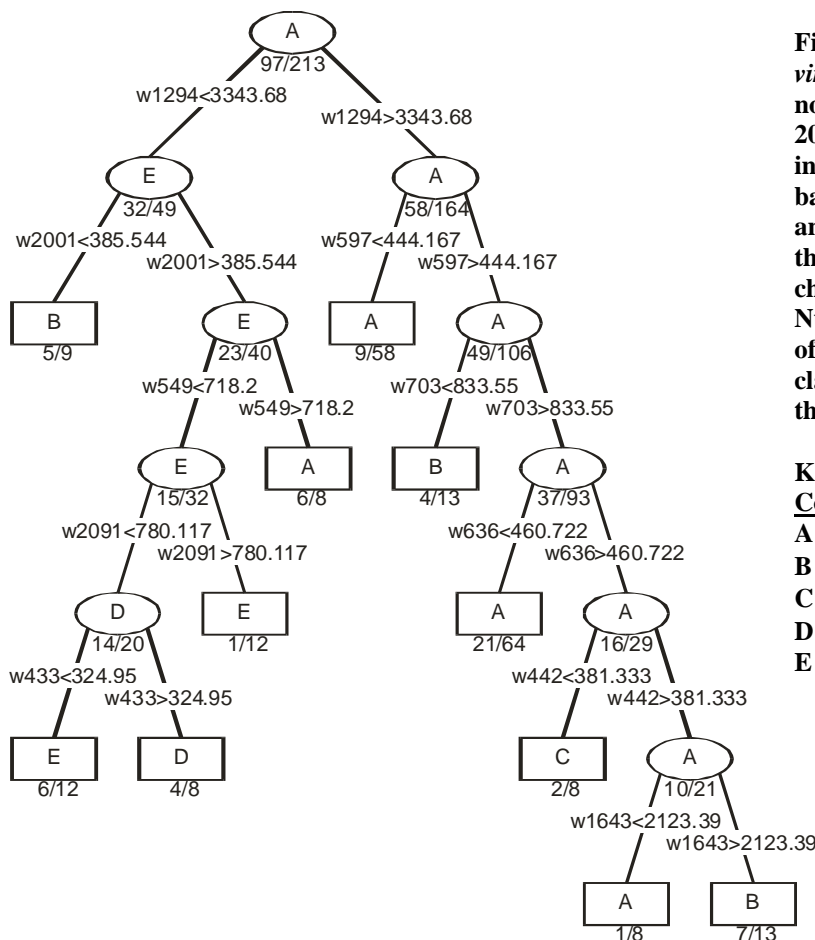 A
97/213
w1294<3343.68
w1294>3343.68
E
32/49
A
58/164
w2001<385.544
w2001>385.544
w597<444.167
w597>444.167
B
5/9
E
23/40
A
9/58
A
49/106
w549<718.2
w549>718.2
w703<833.55
w703>833.55
E
15/32
A
6/8
B
4/13
A
37/93
w2091<780.117
w2091>780.117
w636<460.722
w636>460.722
D
14/20
E
1/12
A
21/64
A
16/29
w433<324.95
w433>324.95
w442<381.333
w442>381.333
E
6/12
D
4/8
C
2/8
A
10/21
w1643<2123.39
w1643>2123.39
A
1/8
B
7/13
A
B
C
D
E